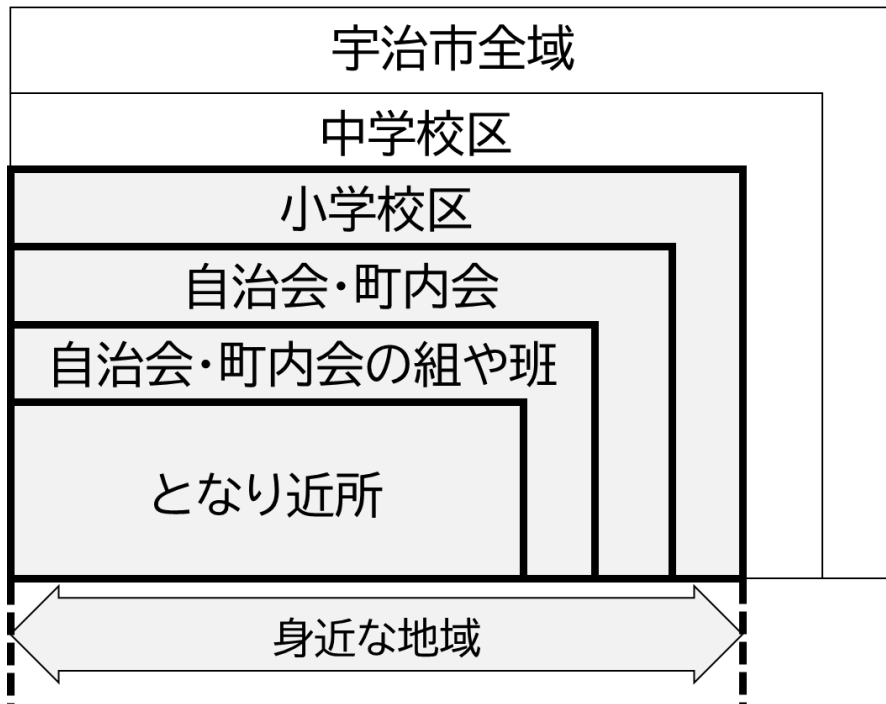 宇治市全域
中学校区
小学校区
自治会・町内会
自治会・町内会の組や班
となり近所
身近な地域